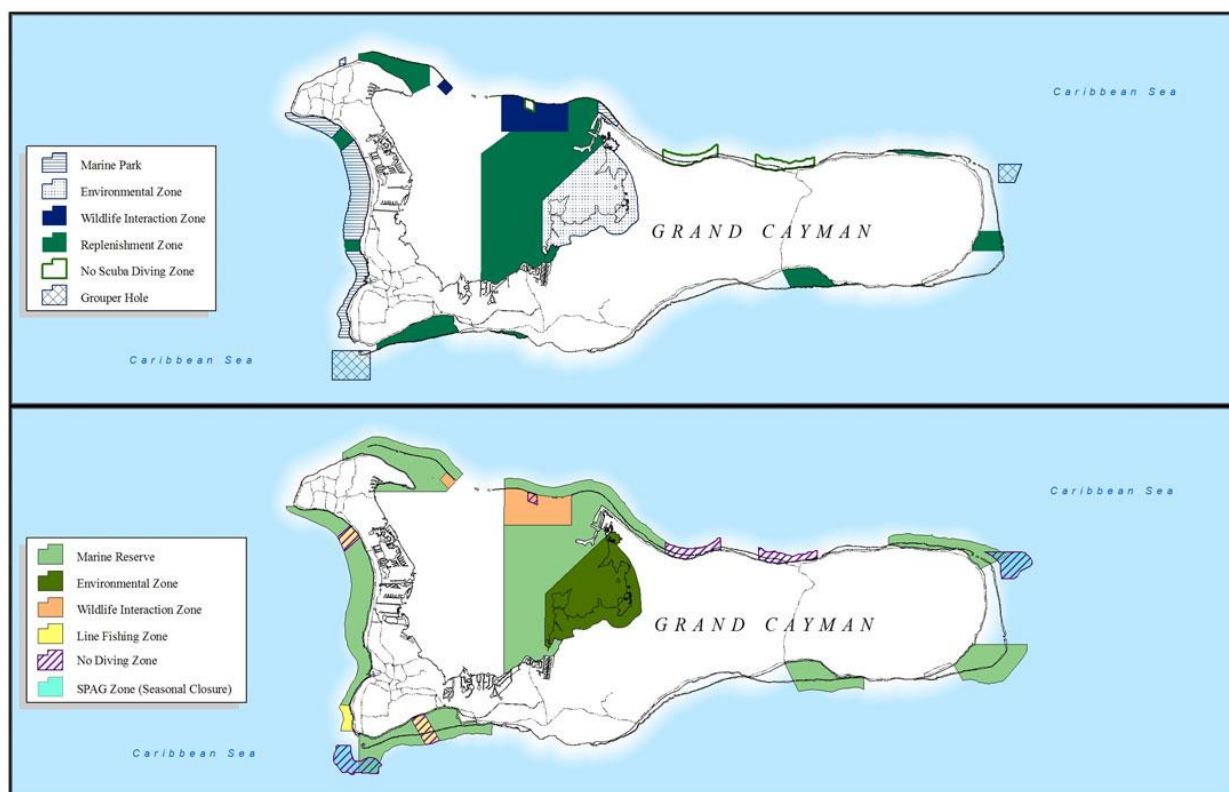 Caribbean Sea
Marine Park
Environmental Zone
Wildlife Interaction Zone
Replenishment Zone
No Scuba Diving Zone
Grouper Hole
GRAND CAYMAN
Caribbean Sea
Caribbean Sea
Marine Reserve
Environmental Zone
Wildlife Interaction Zone
Line Fishing Zone
No Diving Zone
SPAG Zone (Seasonal Closure)
GRAND CAYMAN
Caribbean Sea